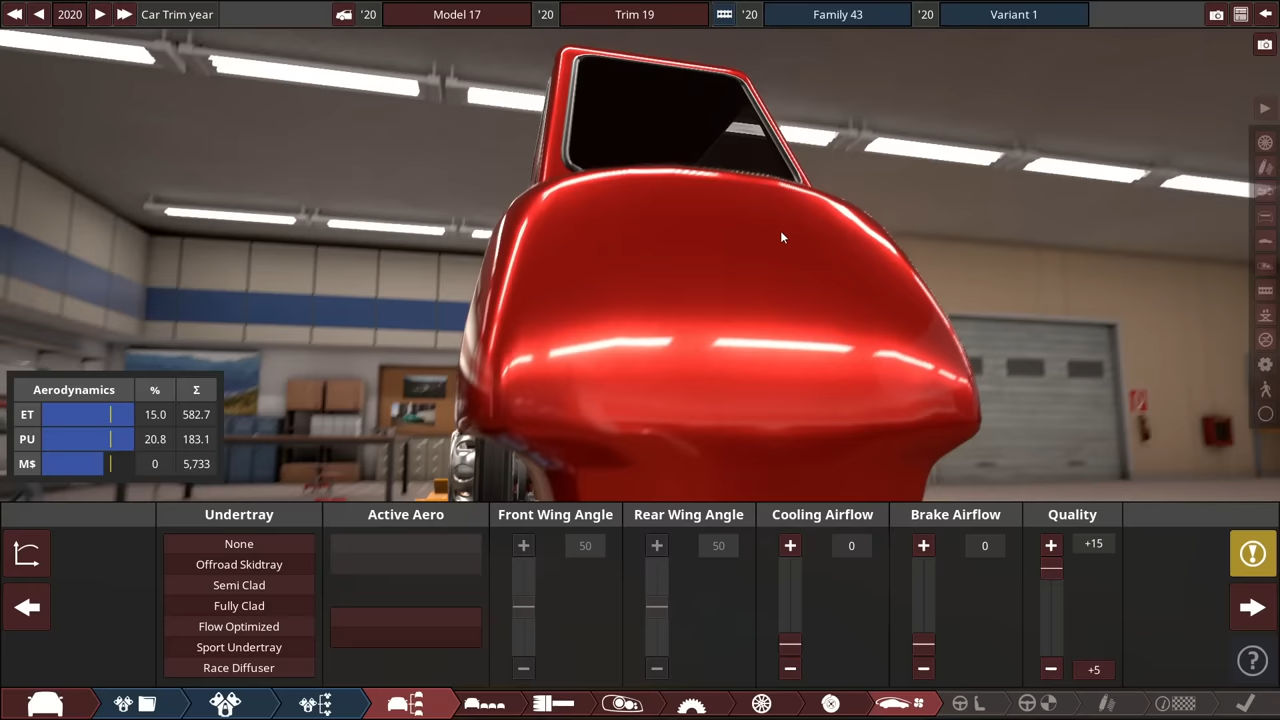 2020 Car Trim year '20 Model 17 '20 Trim 19 '20 Family 43 '20 Variant 1
Aerodynamics % Σ
ET 15.0 582.7
PU 20.8 183.1
M$ 0 5,733
Undertray Active Aero Front Wing Angle Rear Wing Angle Cooling Airflow Brake Airflow Quality
None 50 50 0 0 +15
Offroad Skidtray
Semi Clad
Fully Clad
Flow Optimized
Sport Undertray
Race Diffuser +5